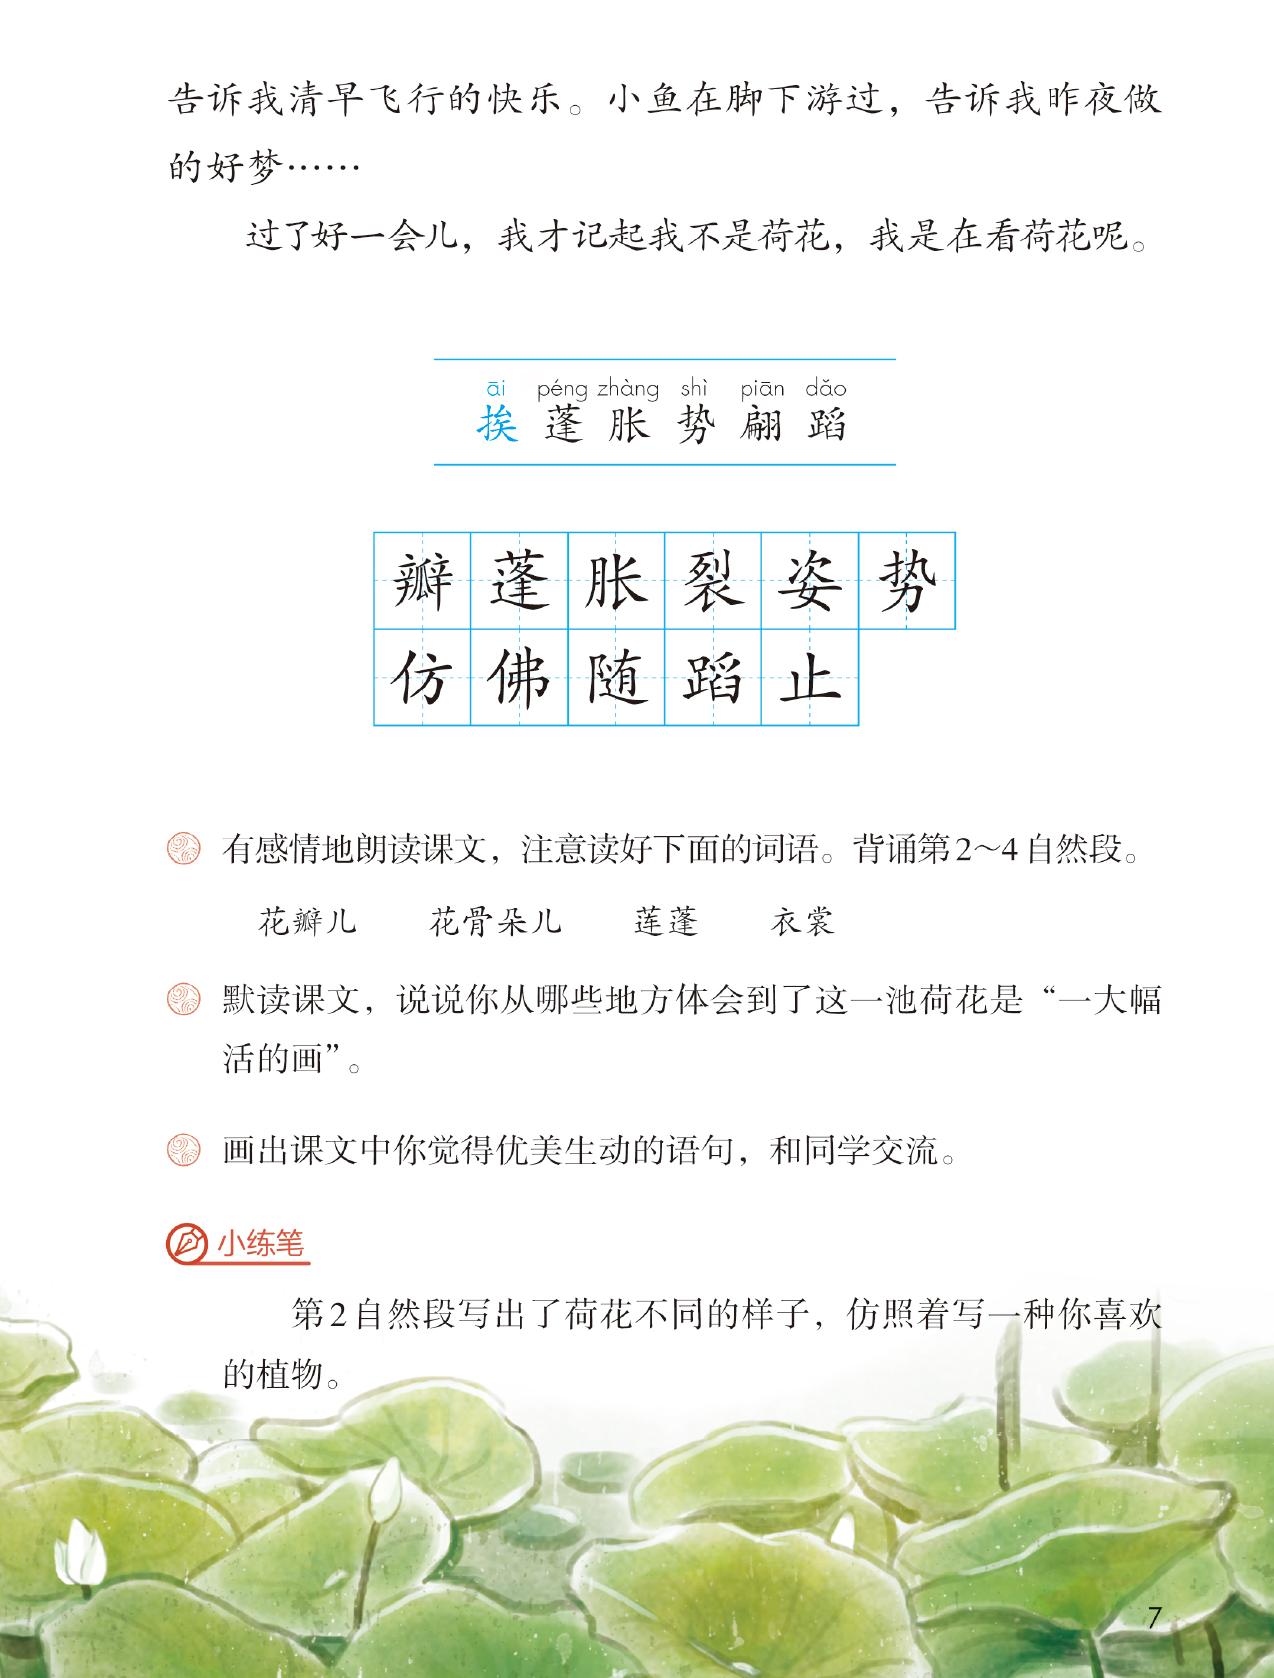 告诉我清早飞行的快乐。小鱼在脚下游过，告诉我昨夜做
的好梦……
过了好一会儿，我才记起我不是荷花，我是在看荷花呢。
āi péng zhàng shì piān dǎo
挨 蓬 胀 势 翩 蹈
瓣 蓬 胀 裂 姿 势
仿 佛 随 蹈 止
有感情地朗读课文，注意读好下面的词语。背诵第2～4自然段。
花瓣儿 花骨朵儿 莲蓬 衣裳
默读课文，说说你从哪些地方体会到了这一池荷花是“一大幅
活的画”。
画出课文中你觉得优美生动的语句，和同学交流。
小练笔
第2自然段写出了荷花不同的样子，仿照着写一种你喜欢
的植物。
7